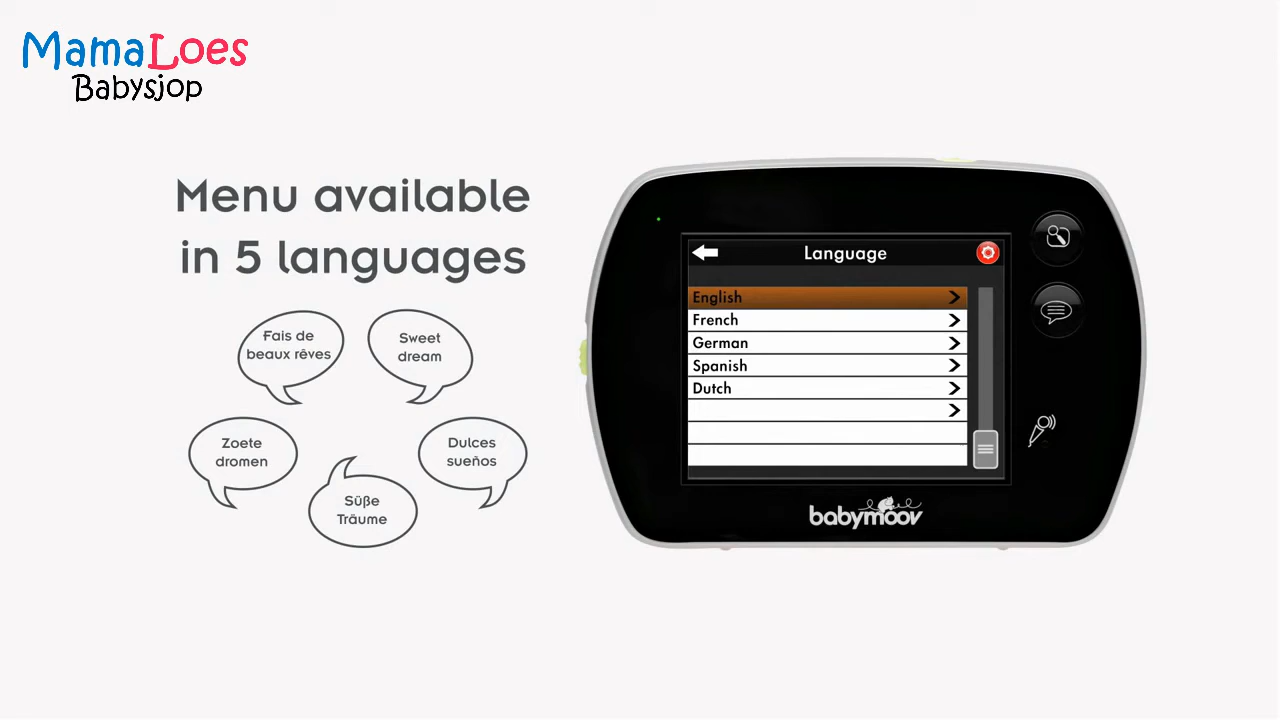 MamaLoes
Babysjop
Menu available
in 5 languages
Fais de
beaux rêves
Sweet
dream
Zoete
dromen
Dulces
sueños
Süße
Träume
Language
English
French
German
Spanish
Dutch
babymoov